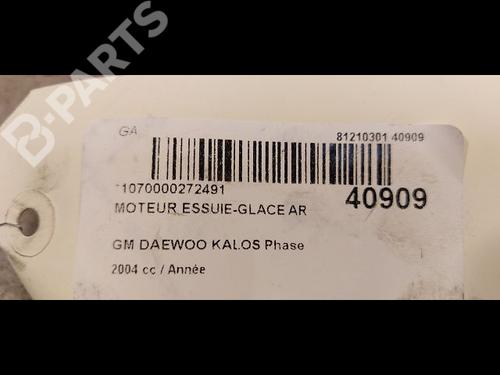 B-PARTS
GA
81210301 40909
*1070000272491
40909
MOTEUR ESSUIE-GLACE AR
GM DAEWOO KALOS Phase
2004 cc / Année